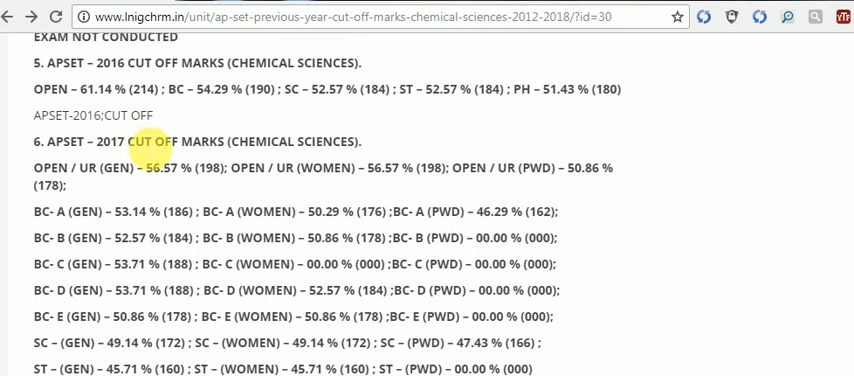 www.lnigchrm.in/unit/ap-set-previous-year-cut-off-marks-chemical-sciences-2012-2018/?id=30
YTF
EXAM NOT CONDUCTED
5. APSET – 2016 CUT OFF MARKS (CHEMICAL SCIENCES).
OPEN – 61.14 % (214) ; BC – 54.29 % (190) ; SC – 52.57 % (184) ; ST – 52.57 % (184) ; PH – 51.43 % (180)
APSET-2016;CUT OFF
6. APSET – 2017 CUT OFF MARKS (CHEMICAL SCIENCES).
OPEN / UR (GEN) – 56.57 % (198); OPEN / UR (WOMEN) – 56.57 % (198); OPEN / UR (PWD) – 50.86 %
(178);
BC- A (GEN) – 53.14 % (186) ; BC- A (WOMEN) – 50.29 % (176) ;BC- A (PWD) – 46.29 % (162);
BC- B (GEN) – 52.57 % (184) ; BC- B (WOMEN) – 50.86 % (178) ;BC- B (PWD) – 00.00 % (000);
BC- C (GEN) – 53.71 % (188) ; BC- C (WOMEN) – 00.00 % (000) ;BC- C (PWD) – 00.00 % (000);
BC- D (GEN) – 53.71 % (188) ; BC- D (WOMEN) – 52.57 % (184) ;BC- D (PWD) – 00.00 % (000);
BC- E (GEN) – 50.86 % (178) ; BC- E (WOMEN) – 50.86 % (178) ;BC- E (PWD) – 00.00 % (000);
SC – (GEN) – 49.14 % (172) ; SC – (WOMEN) – 49.14 % (172) ; SC – (PWD) – 47.43 % (166) ;
ST – (GEN) – 45.71 % (160) ; ST – (WOMEN) – 45.71 % (160) ; ST – (PWD) – 00.00 % (000)